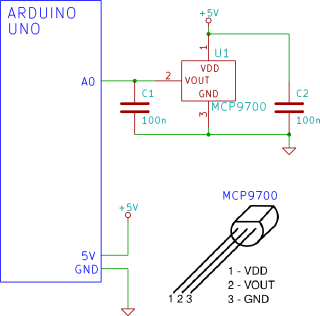 ARDUINO
UNO
+5V
1
U1
VDD
A0
2
VOUT
GND
C1
100n
3
MCP9700
C2
100n
+5V
5V
GND
MCP9700
1 2 3
1 - VDD
2 - VOUT
3 - GND